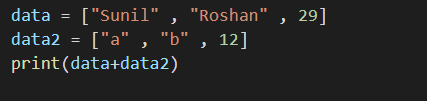 data = ["Sunil" , "Roshan" , 29]
data2 = ["a" , "b" , 12]
print(data+data2)